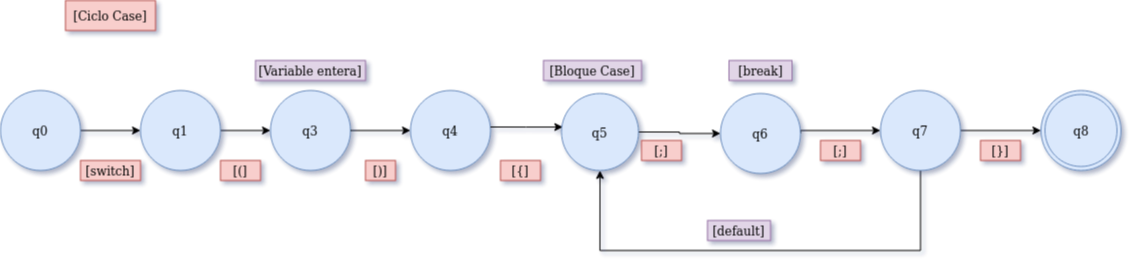 [Ciclo Case]
[Variable entera]
[Bloque Case]
[break]
q0
q1
q3
q4
q5
q6
q7
q8
[switch]
[(]
[)]
[{]
[;]
[;]
[}]
[default]